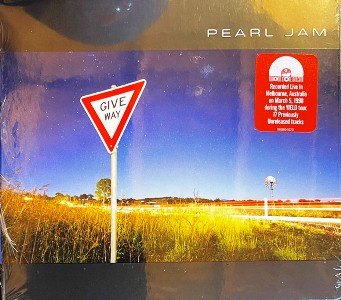 PEARL JAM
Recorded Live In
Melbourne, Australia
on March 5, 1998
during the YIELD tour.
17 Previously
Unreleased tracks
GIVE
WAY